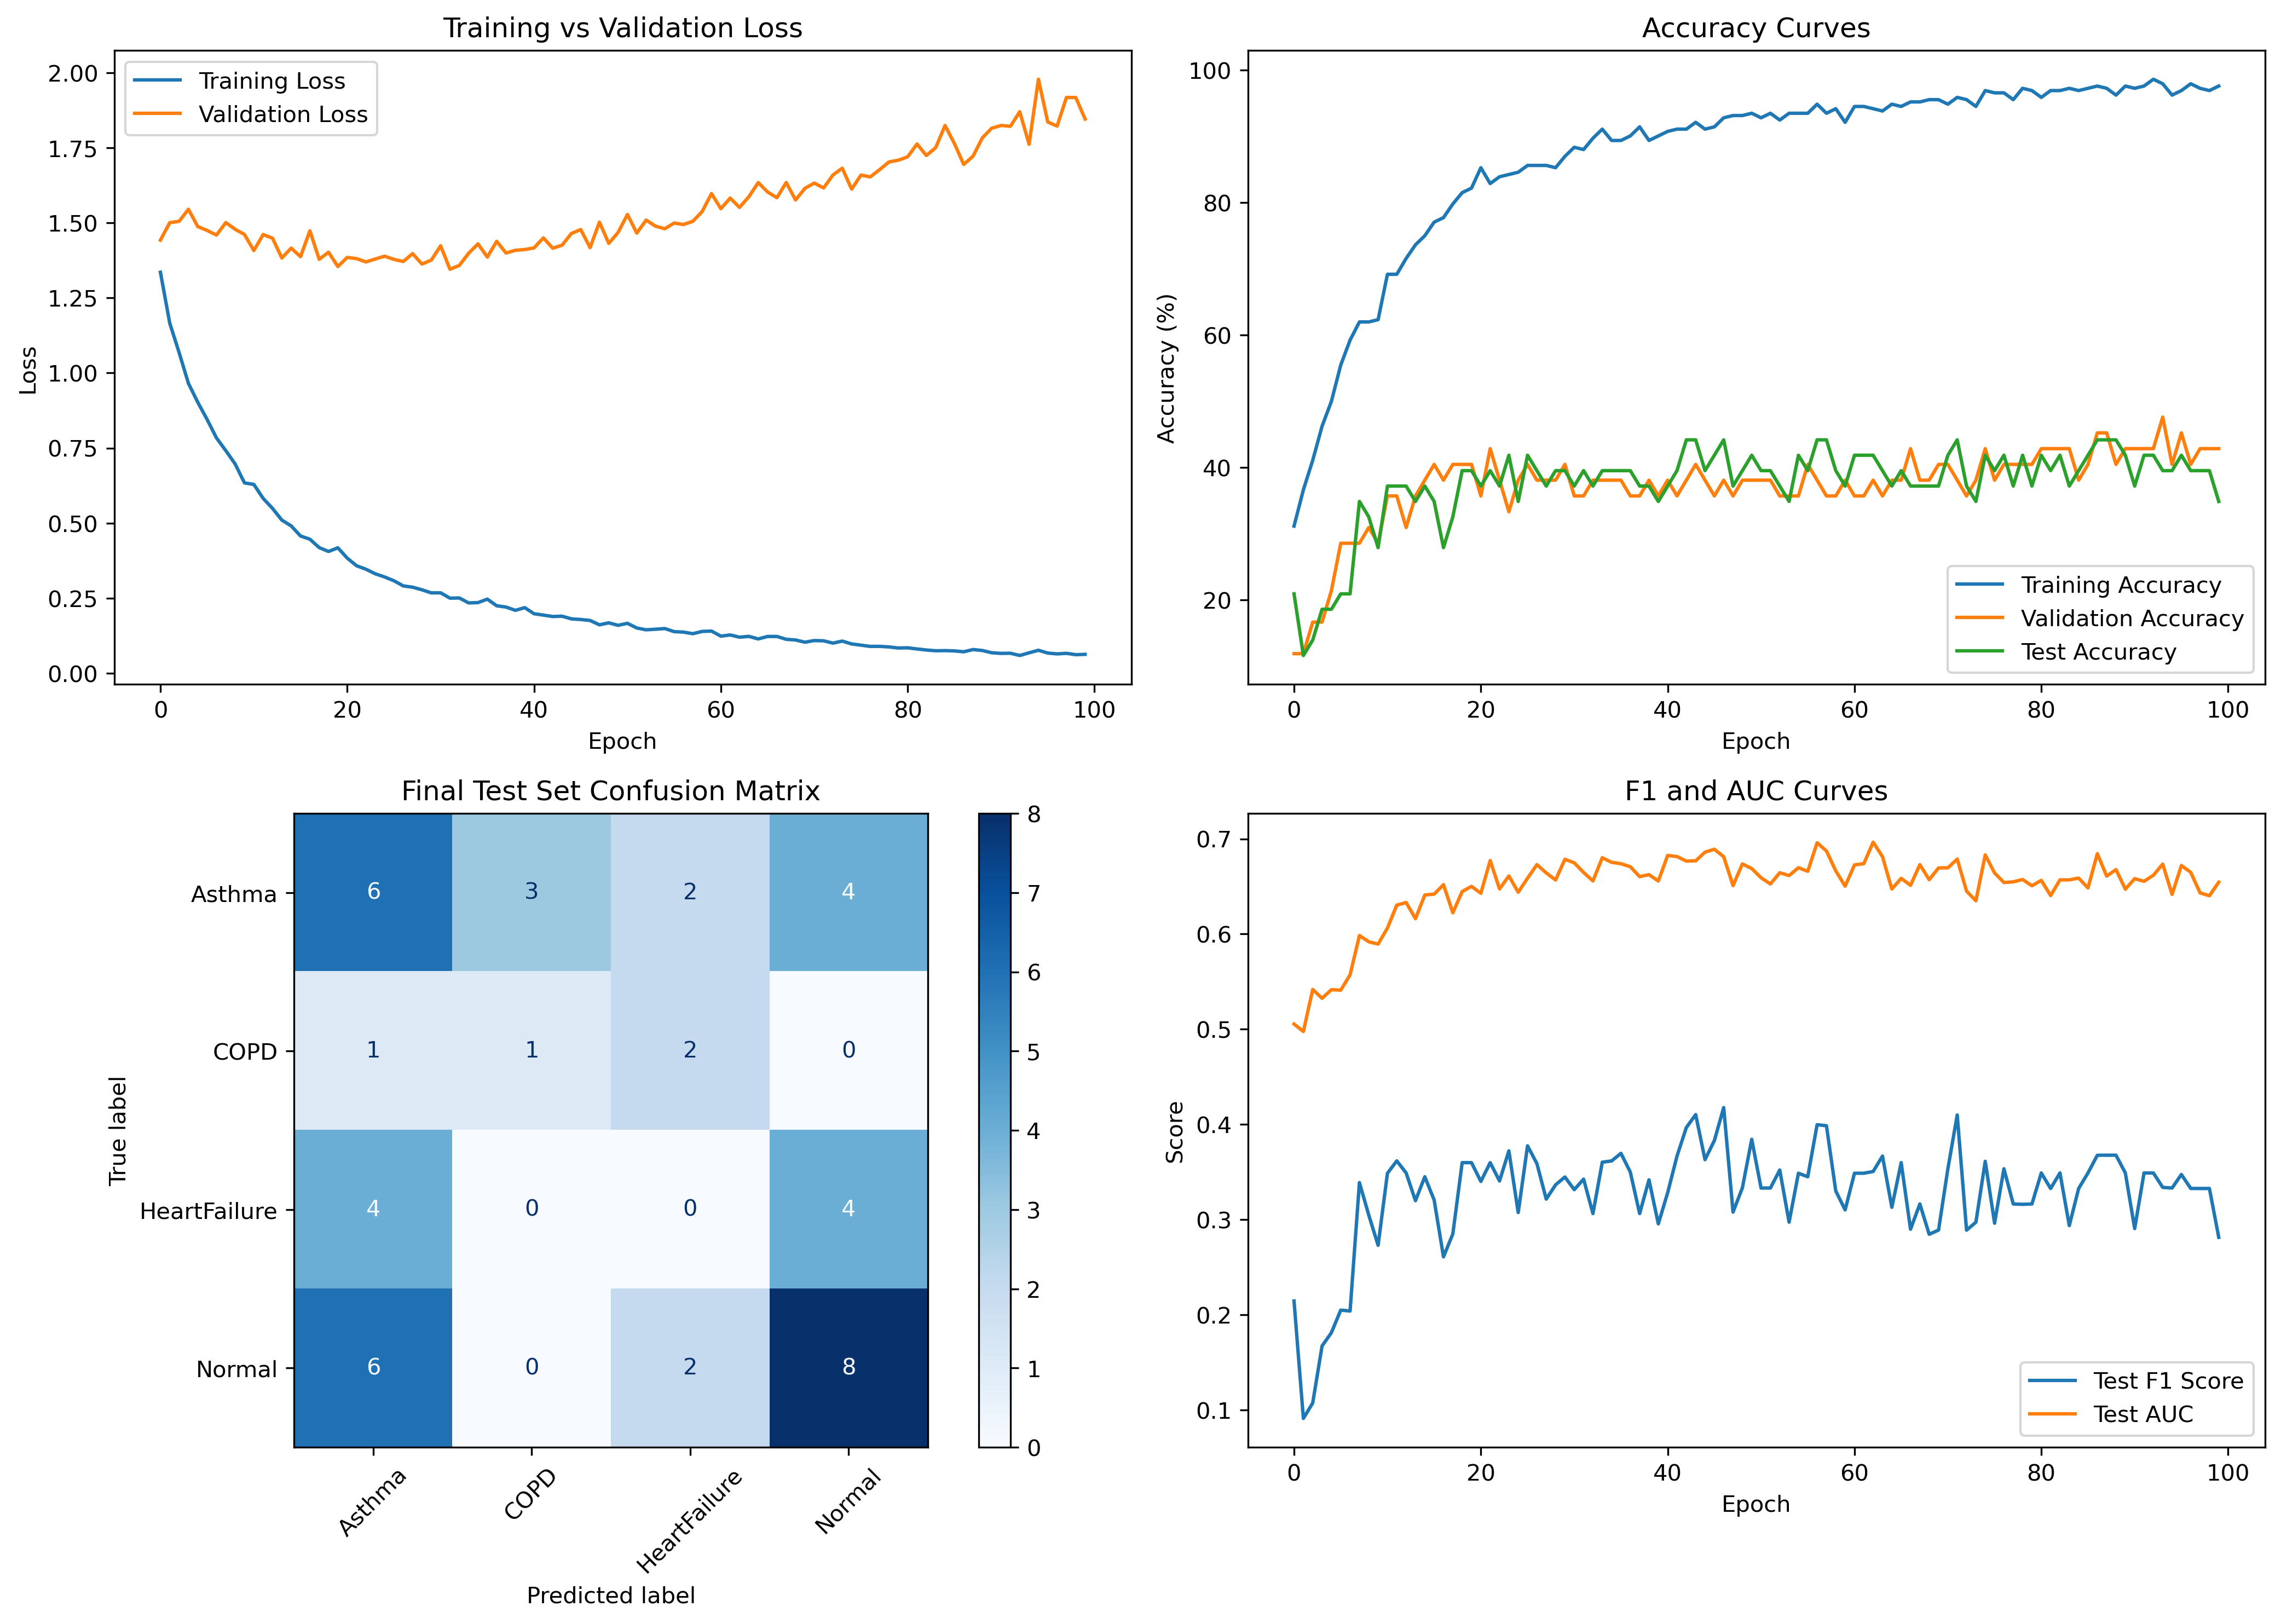 Training vs Validation Loss
Training Loss
Validation Loss
2.00
1.75
1.50
1.25
1.00
0.75
0.50
0.25
0.00
Loss
0 20 40 60 80 100
Epoch
Accuracy Curves
100
80
60
40
20
Accuracy (%)
Training Accuracy
Validation Accuracy
Test Accuracy
0 20 40 60 80 100
Epoch
Final Test Set Confusion Matrix
True label
Asthma 6 3 2 4
COPD 1 1 2 0
HeartFailure 4 0 0 4
Normal 6 0 2 8
Asthma COPD HeartFailure Normal
Predicted label
8
7
6
5
4
3
2
1
0
F1 and AUC Curves
0.7
0.6
0.5
0.4
0.3
0.2
0.1
Score
Test F1 Score
Test AUC
0 20 40 60 80 100
Epoch